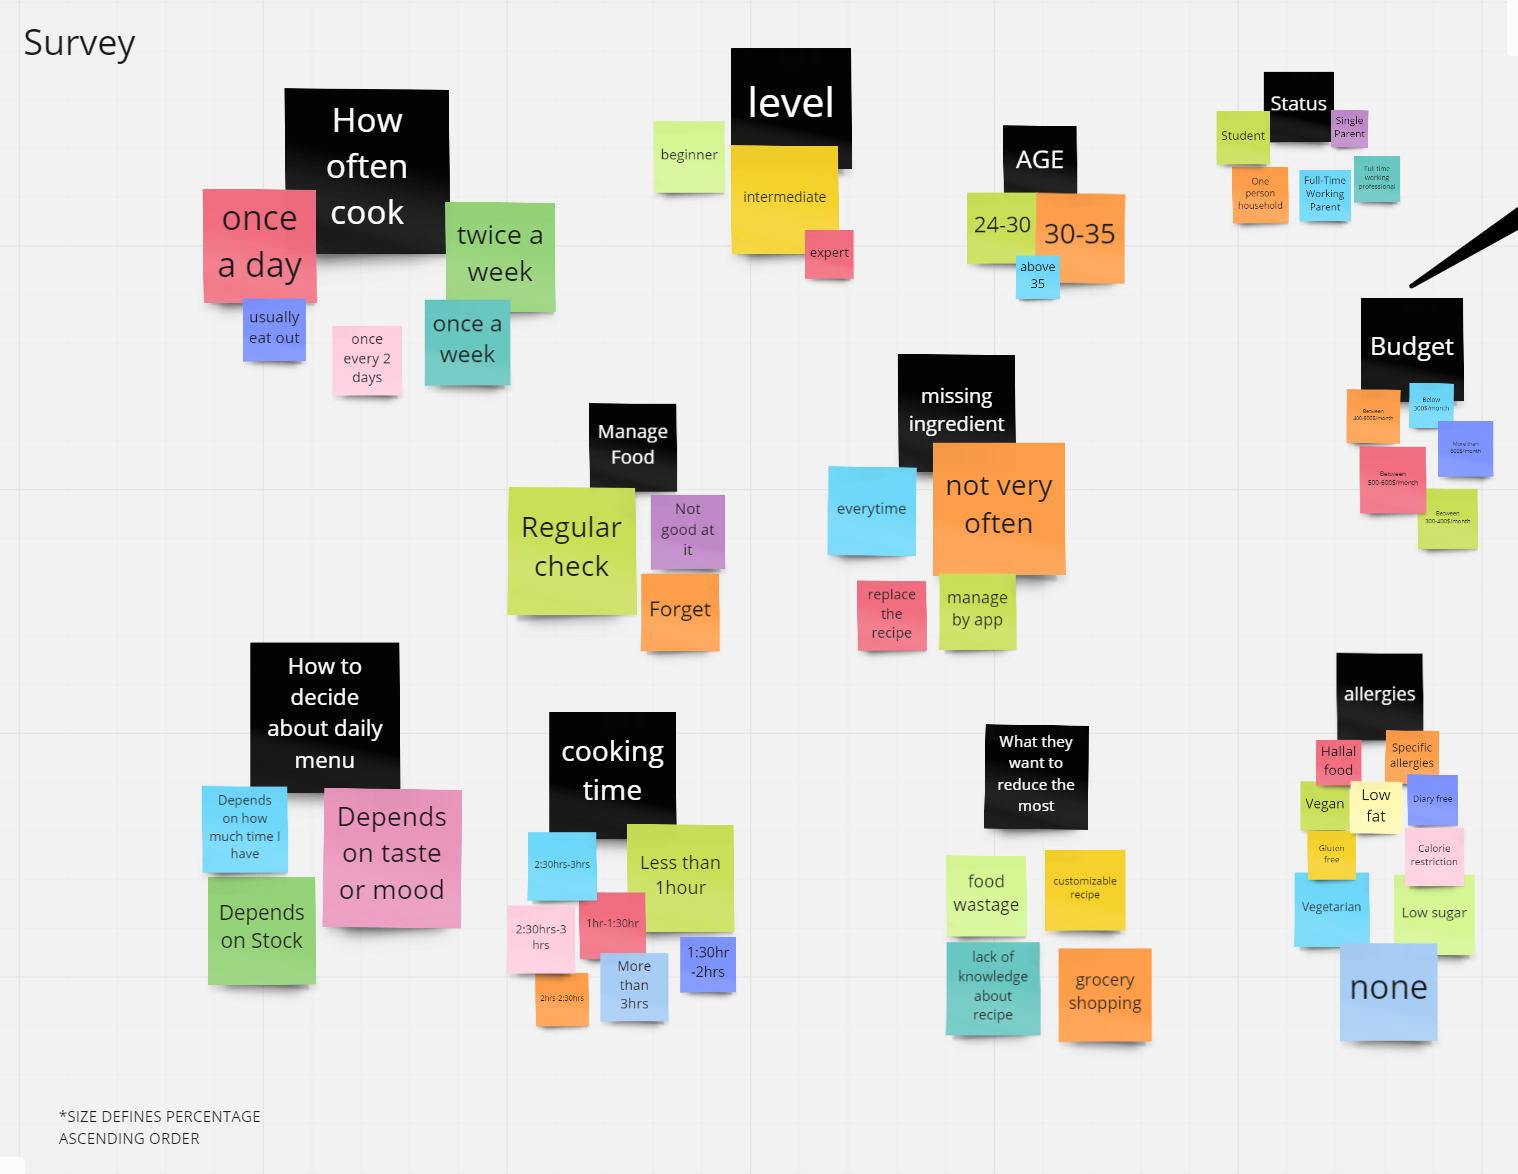 Survey
How
often
cook
once
a day
twice a
week
usually
eat out
once
every 2
days
once a
week
level
beginner
intermediate
expert
AGE
24-30
30-35
above
35
Status
Student
Single
Parent
One
person
household
Full-Time
Working
Parent
Full time
working
professional
Budget
Between
400-500$/month
Below
300$/month
More than
600$/month
Between
500-600$/month
Between
300-400$/month
Manage
Food
Regular
check
Not
good at
it
Forget
missing
ingredient
everytime
not very
often
replace
the
recipe
manage
by app
How to
decide
about daily
menu
Depends
on how
much time I
have
Depends
on taste
or mood
Depends
on Stock
cooking
time
2:30hrs-3hrs
Less than
1hour
2:30hrs-3
hrs
1hr-1:30hr
1:30hr
-2hrs
More
than
3hrs
2hrs-2:30hrs
What they
want to
reduce the
most
food
wastage
customizable
recipe
lack of
knowledge
about
recipe
grocery
shopping
allergies
Hallal
food
Specific
allergies
Vegan
Low
fat
Diary free
Gluten
free
Calorie
restriction
Vegetarian
Low sugar
none
*SIZE DEFINES PERCENTAGE
ASCENDING ORDER